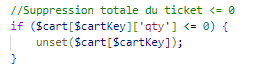 //Suppression totale du ticket <= 0
if ($cart[$cartKey]['qty'] <= 0) {
    unset($cart[$cartKey]);
}